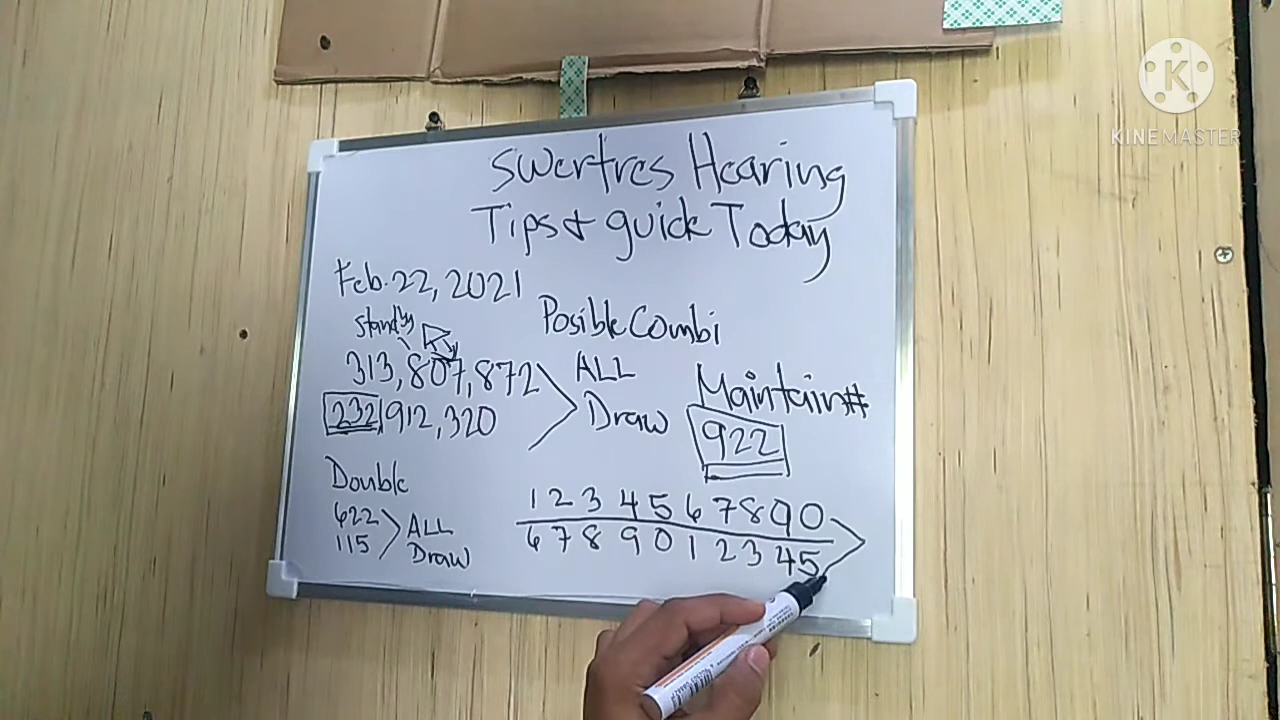 KINEMASTER
Swertres Hearing
Tips & guick Today
Feb. 22, 2021
Standby
Posible Combi
313, 807, 872
ALL
Draw
232 912, 320
Maintain#
922
Double
622
115
ALL
Draw
1 2 3 4 5 6 7 8 9 0
6 7 8 9 0 1 2 3 4 5